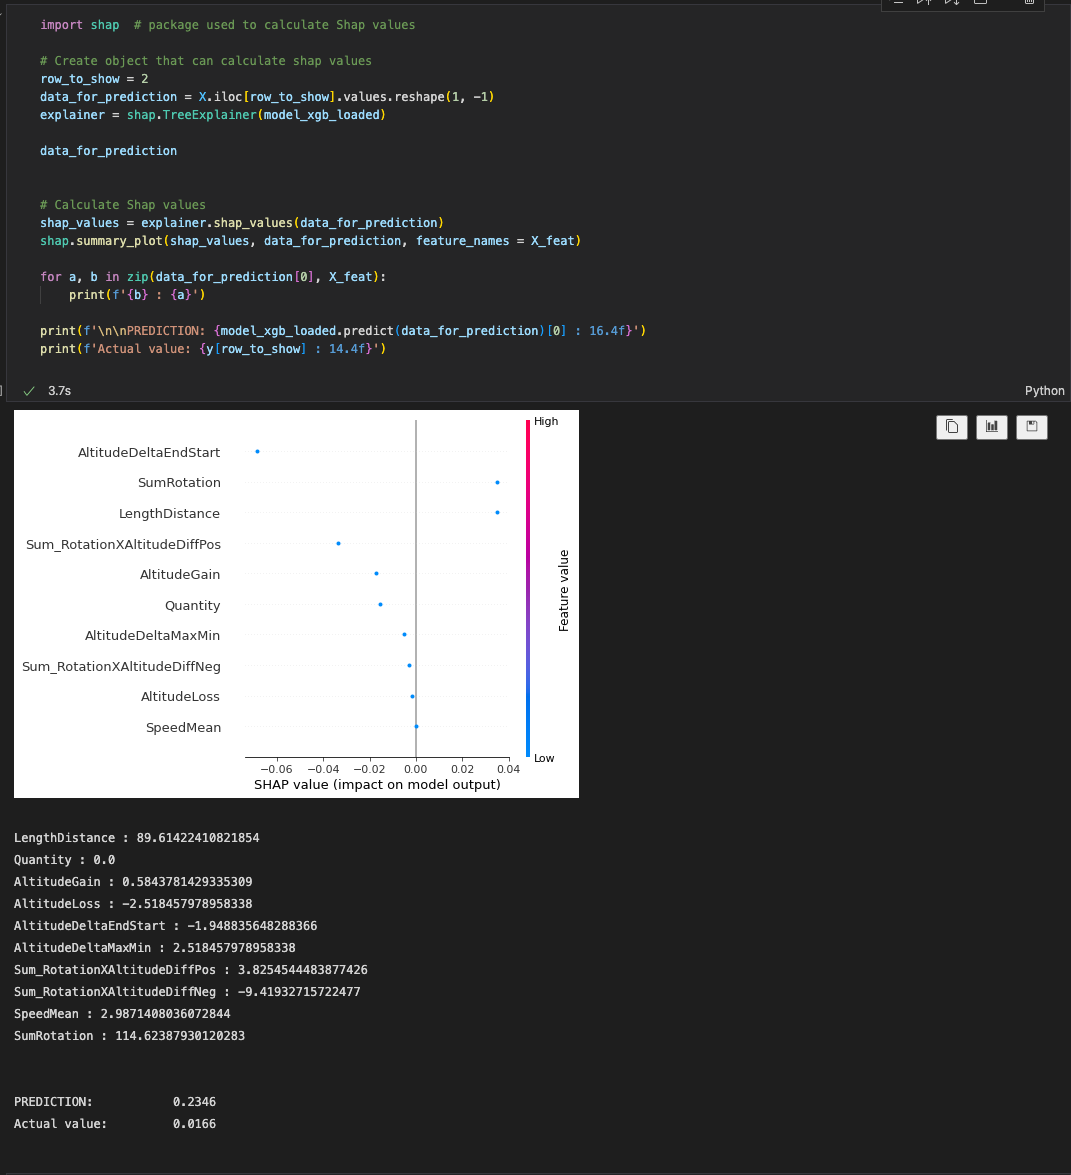 import shap  # package used to calculate Shap values
# Create object that can calculate shap values
row_to_show = 2
data_for_prediction = X.iloc[row_to_show].values.reshape(1, -1)
explainer = shap.TreeExplainer(model_xgb_loaded)
data_for_prediction
# Calculate Shap values
shap_values = explainer.shap_values(data_for_prediction)
shap.summary_plot(shap_values, data_for_prediction, feature_names = X_feat)
for a, b in zip(data_for_prediction[0], X_feat):
    print(f'{b} : {a}')
print(f'\n\nPREDICTION: {model_xgb_loaded.predict(data_for_prediction)[0] : 16.4f}')
print(f'Actual value: {y[row_to_show] : 14.4f}')
3.7s
Python
High
AltitudeDeltaEndStart
SumRotation
LengthDistance
Sum_RotationXAltitudeDiffPos
AltitudeGain
Quantity
AltitudeDeltaMaxMin
Sum_RotationXAltitudeDiffNeg
AltitudeLoss
SpeedMean
Feature value
Low
−0.06 −0.04 −0.02 0.00 0.02 0.04
SHAP value (impact on model output)
LengthDistance : 89.61422410821854
Quantity : 0.0
AltitudeGain : 0.5843781429335309
AltitudeLoss : -2.518457978958338
AltitudeDeltaEndStart : -1.948835648288366
AltitudeDeltaMaxMin : 2.518457978958338
Sum_RotationXAltitudeDiffPos : 3.8254544483877426
Sum_RotationXAltitudeDiffNeg : -9.41932715722477
SpeedMean : 2.9871408036072844
SumRotation : 114.62387930120283
PREDICTION:           0.2346
Actual value:         0.0166